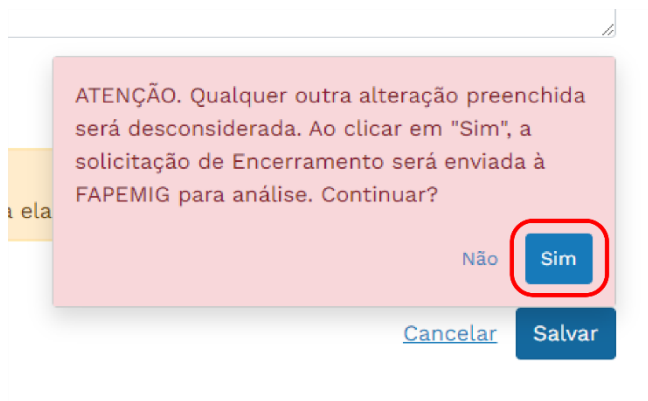 ATENÇÃO. Qualquer outra alteração preenchida
será desconsiderada. Ao clicar em "Sim", a
solicitação de Encerramento será enviada à
a ela
FAPEMIG para análise. Continuar?
Não Sim
Cancelar Salvar